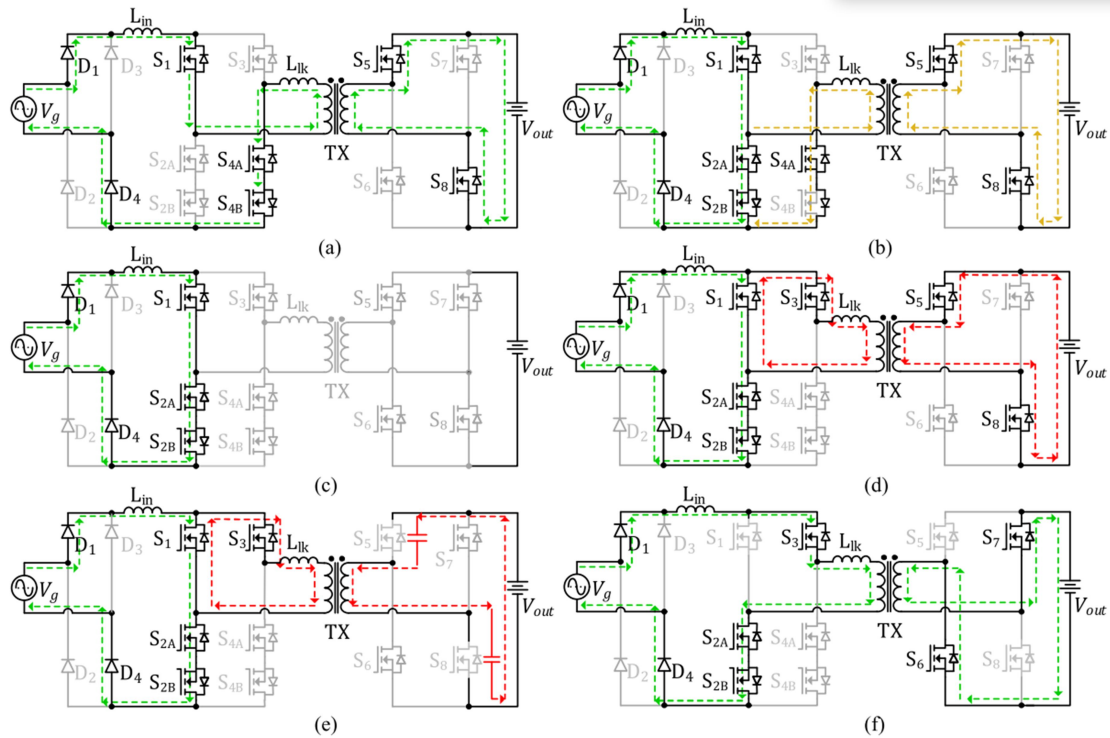 L_in
D_1
D_3
S_1
S_3
L_lk
S_5
S_7
V_g
V_out
TX
D_2
D_4
S_2A
S_4A
S_2B
S_4B
S_6
S_8
(a)
L_in
D_1
D_3
S_1
S_3
L_lk
S_5
S_7
V_g
V_out
TX
D_2
D_4
S_2A
S_4A
S_2B
S_4B
S_6
S_8
(b)
L_in
D_1
D_3
S_1
S_3
L_lk
S_5
S_7
V_g
V_out
TX
D_2
D_4
S_2A
S_4A
S_2B
S_4B
S_6
S_8
(c)
L_in
D_1
D_3
S_1
S_3
L_lk
S_5
S_7
V_g
V_out
TX
D_2
D_4
S_2A
S_4A
S_2B
S_4B
S_6
S_8
(d)
L_in
D_1
D_3
S_1
S_3
L_lk
S_5
S_7
V_g
V_out
TX
D_2
D_4
S_2A
S_4A
S_2B
S_4B
S_6
S_8
(e)
L_in
D_1
D_3
S_1
S_3
L_lk
S_5
S_7
V_g
V_out
TX
D_2
D_4
S_2A
S_4A
S_2B
S_4B
S_6
S_8
(f)